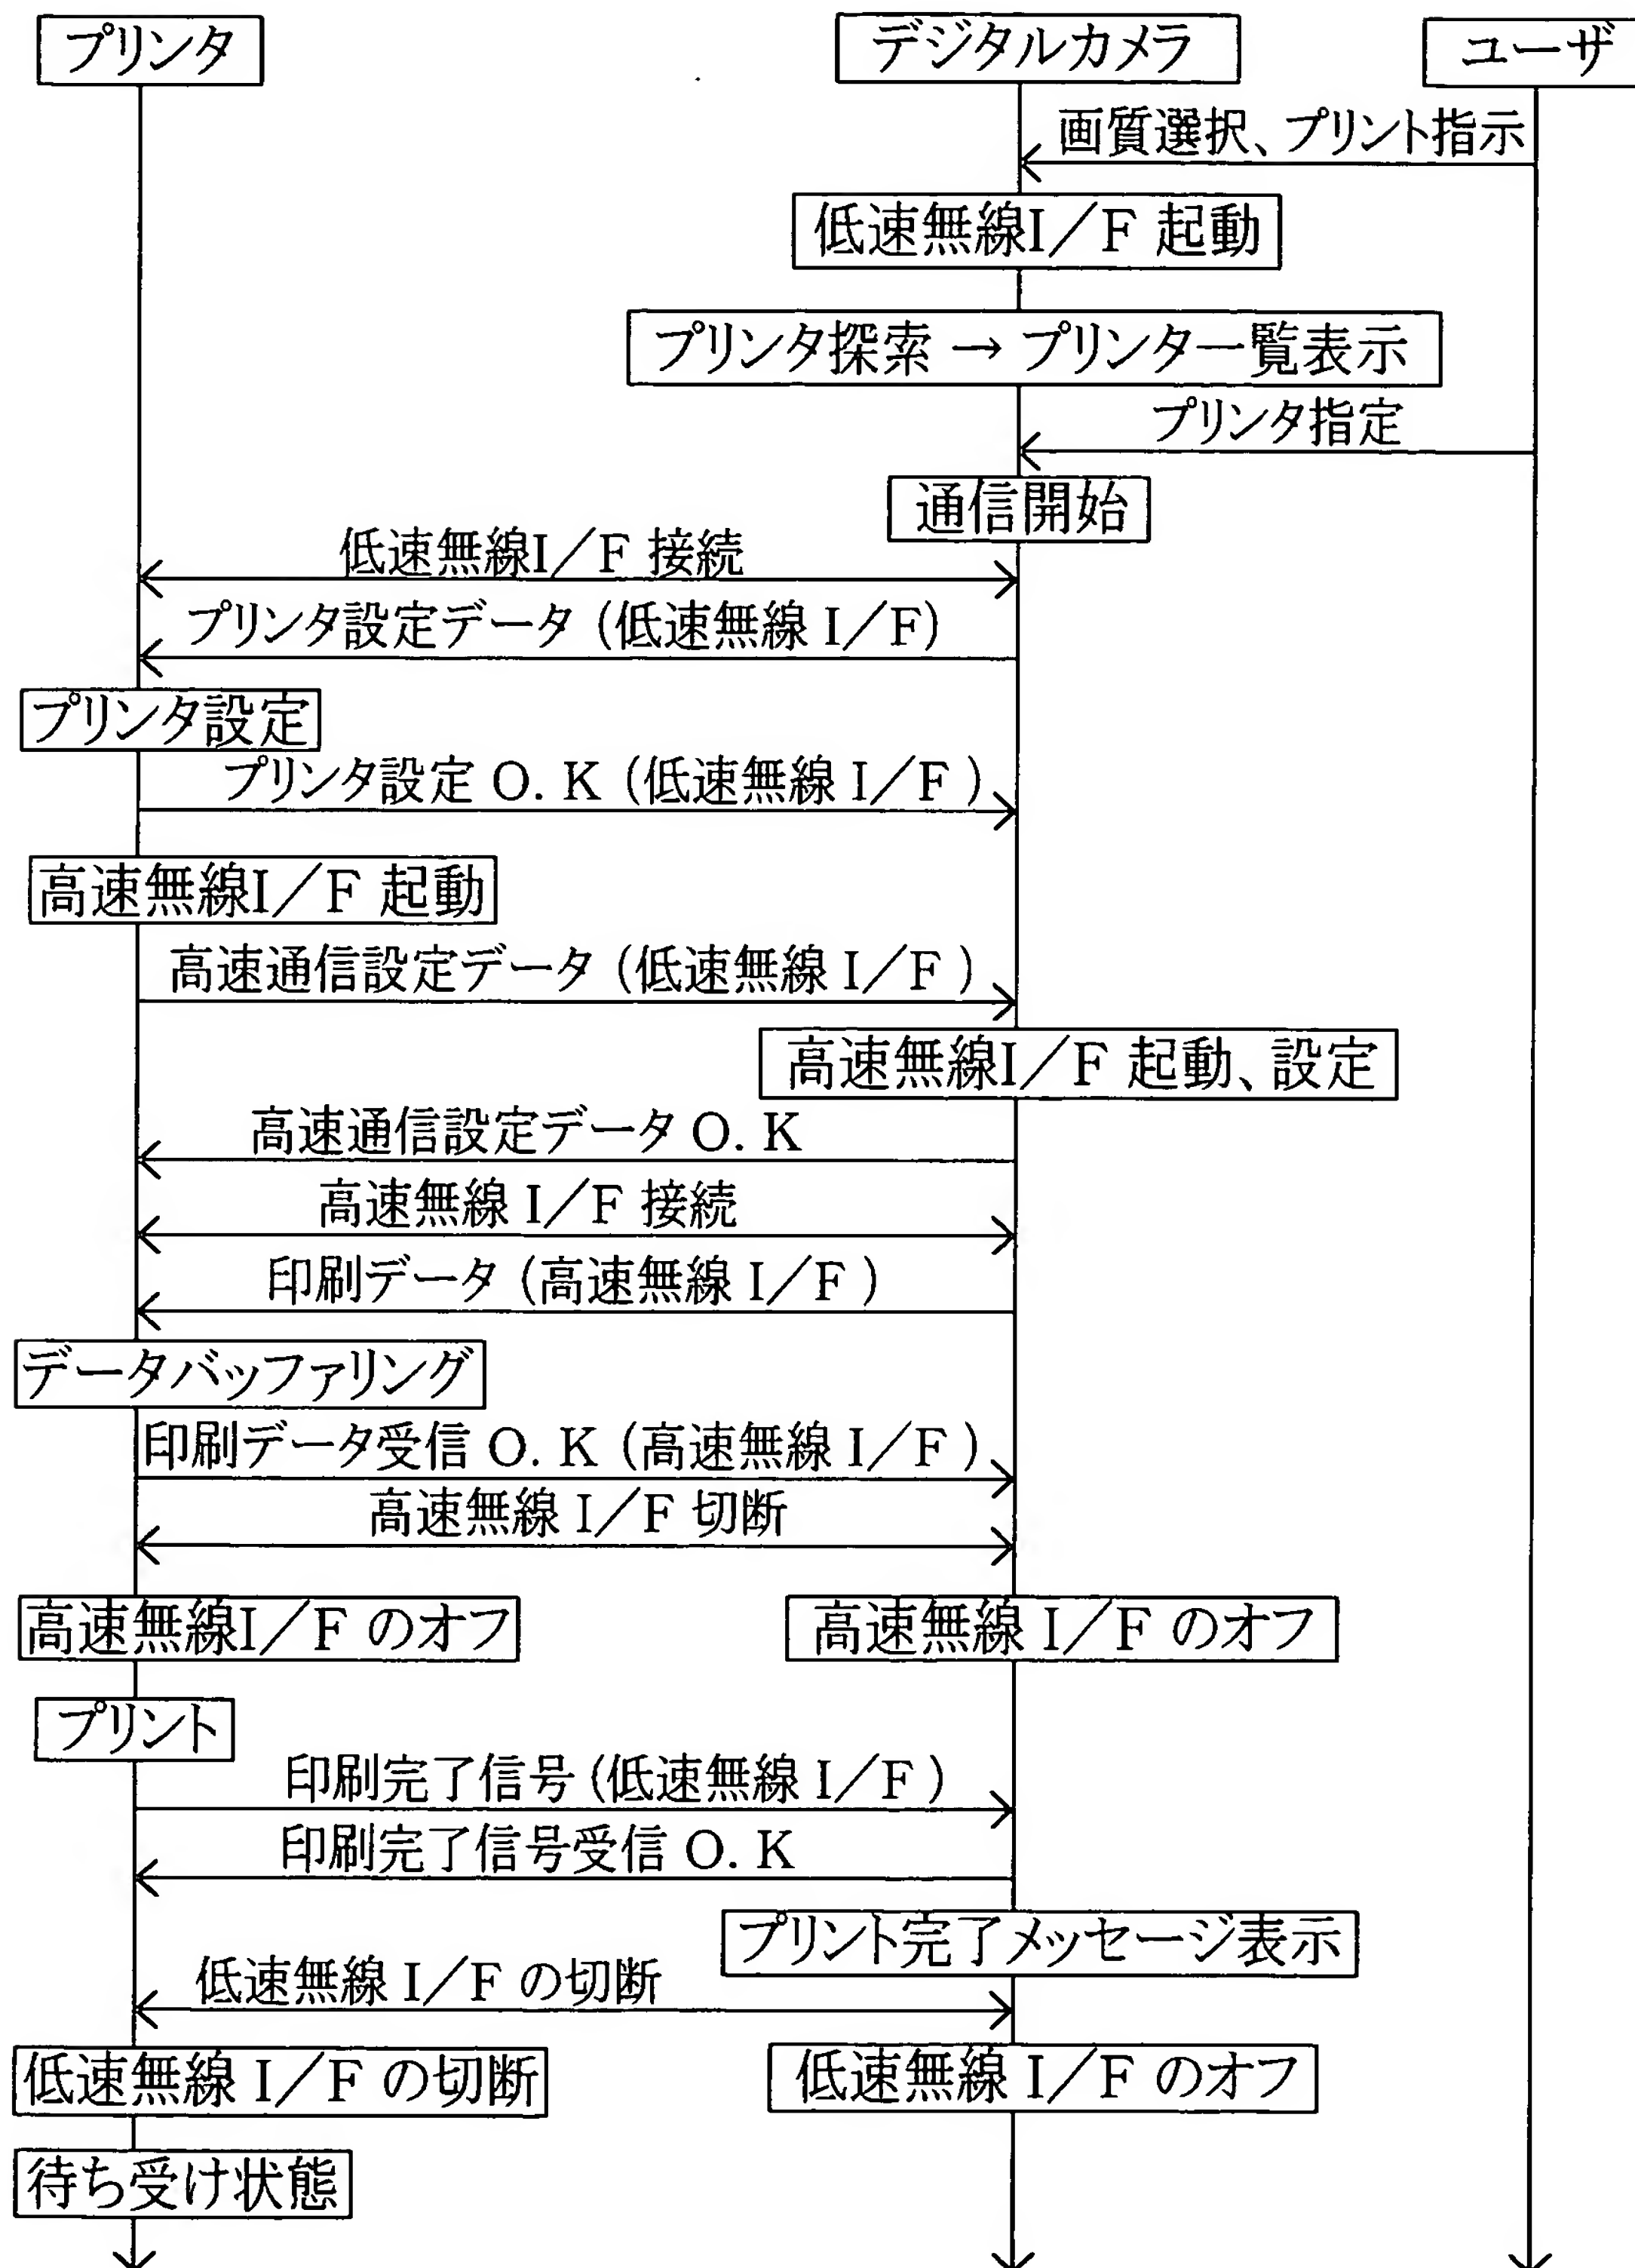 プリンタ
デジタルカメラ
ユーザ
画質選択、プリント指示
低速無線I／F 起動
プリンタ探索 → プリンタ一覧表示
プリンタ指定
通信開始
低速無線I／F 接続
プリンタ設定データ (低速無線 I／F)
プリンタ設定
プリンタ設定 O. K (低速無線 I／F )
高速無線I／F 起動
高速通信設定データ (低速無線 I／F )
高速無線I／F 起動、設定
高速通信設定データ O. K
高速無線 I／F 接続
印刷データ (高速無線 I／F )
データバッファリング
印刷データ受信 O. K (高速無線 I／F )
高速無線 I／F 切断
高速無線I／F のオフ
高速無線 I／F のオフ
プリント
印刷完了信号 (低速無線 I／F )
印刷完了信号受信 O. K
プリント完了メッセージ表示
低速無線 I／F の切断
低速無線 I／F の切断
低速無線 I／F のオフ
待ち受け状態